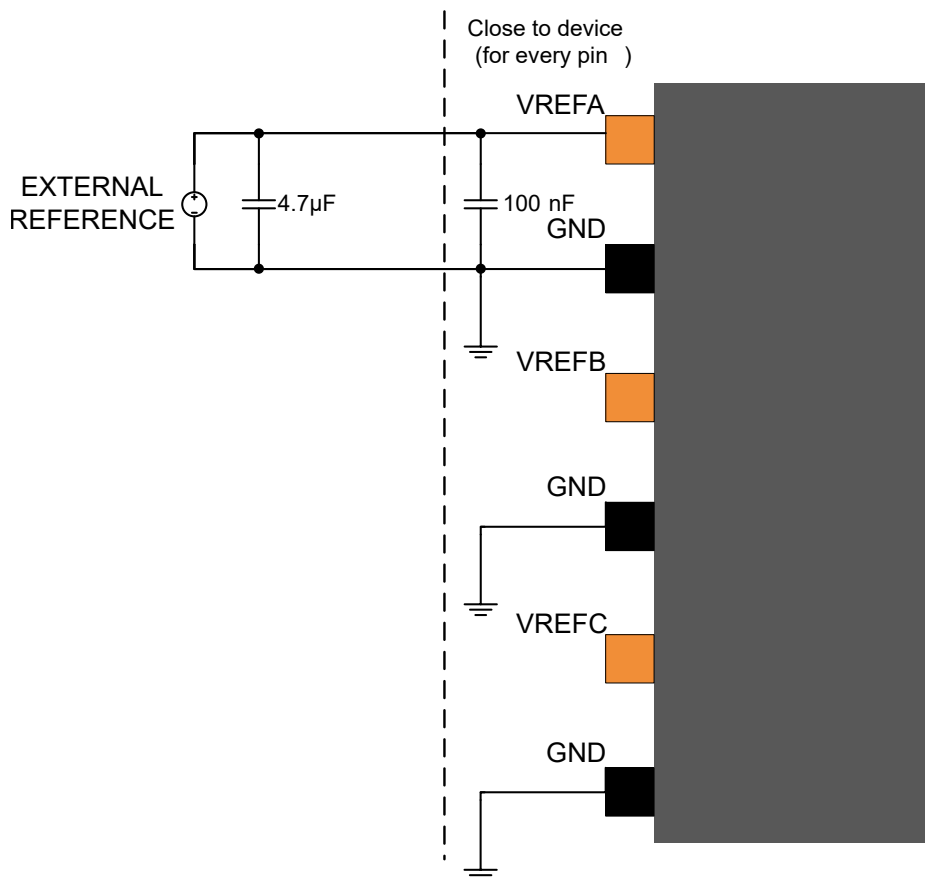 Close to device
(for every pin )
VREFA
EXTERNAL
REFERENCE
+
-
4.7µF
100 nF
GND
VREFB
GND
VREFC
GND